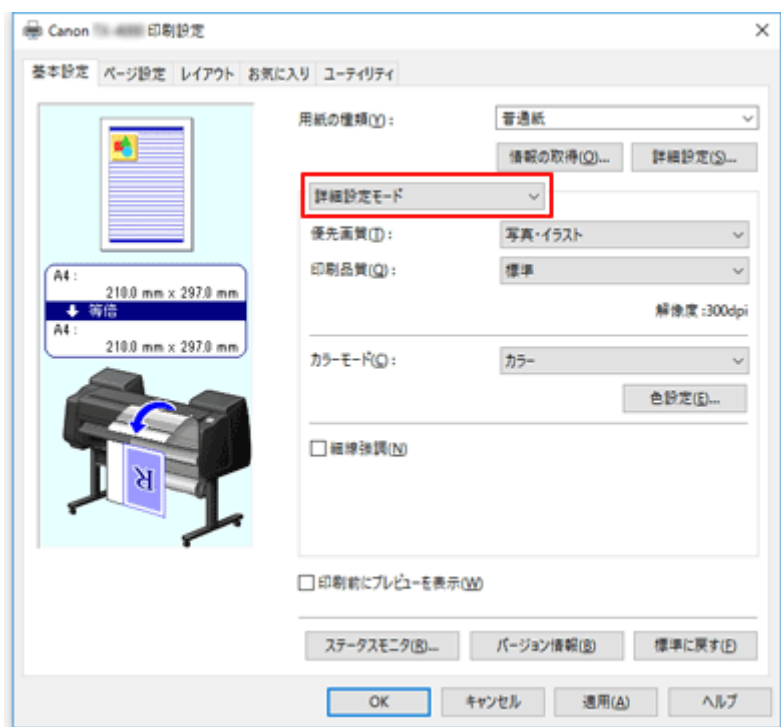 Canon 印刷設定
基本設定 ページ設定 レイアウト お気に入り ユーティリティ
用紙の種類(Y): 普通紙
情報の取得(O)... 詳細設定(S)...
詳細設定モード
優先画質(T): 写真・イラスト
印刷品質(Q): 標準
解像度 :300dpi
カラーモード(C): カラー
色設定(E)...
細線強調(N)
A4 :
210.0 mm x 297.0 mm
等倍
A4 :
210.0 mm x 297.0 mm
R
印刷前にプレビューを表示(W)
ステータスモニタ(R)... バージョン情報(B) 標準に戻す(F)
OK キャンセル 適用(A) ヘルプ